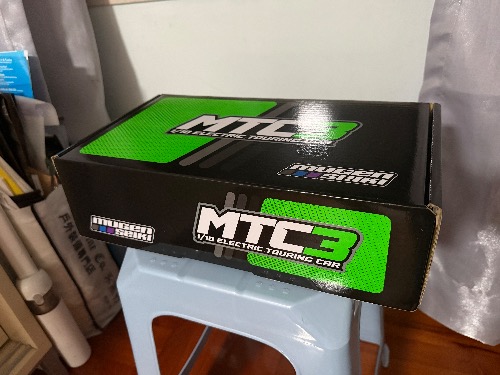 MTC3
1/10 ELECTRIC TOURING CAR
mugen
seiki
mugen
seiki
MTC3
1/10 ELECTRIC TOURING CAR